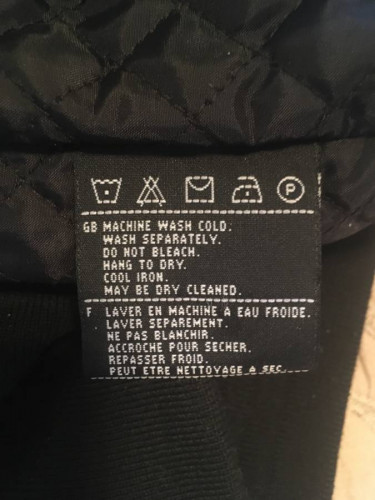 P
GB MACHINE WASH COLD.
WASH SEPARATELY.
DO NOT BLEACH.
HANG TO DRY.
COOL IRON.
MAY BE DRY CLEANED.
F LAVER EN MACHINE À EAU FROIDE.
LAVER SEPAREMENT.
NE PAS BLANCHIR.
ACCROCHE POUR SECHER.
REPASSER FROID.
PEUT ETRE NETTOYAGE A SEC.